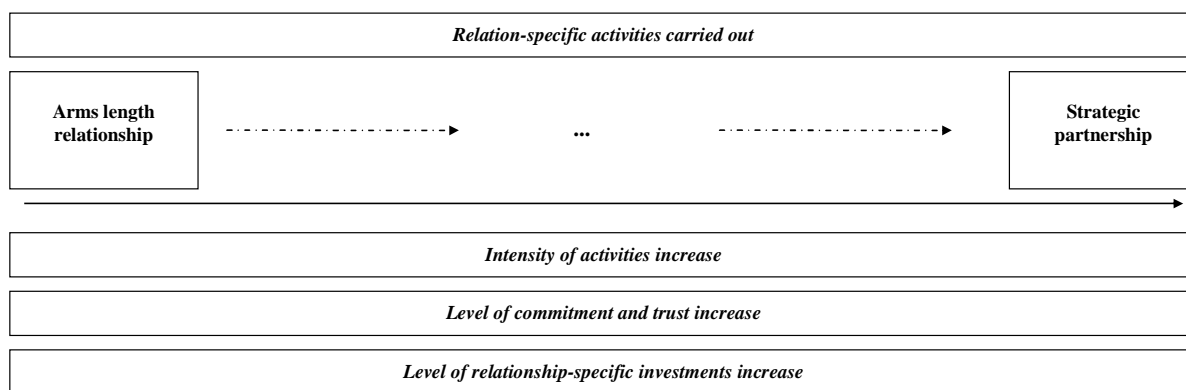 Relation-specific activities carried out
Arms length
relationship
...
Strategic
partnership
Intensity of activities increase
Level of commitment and trust increase
Level of relationship-specific investments increase